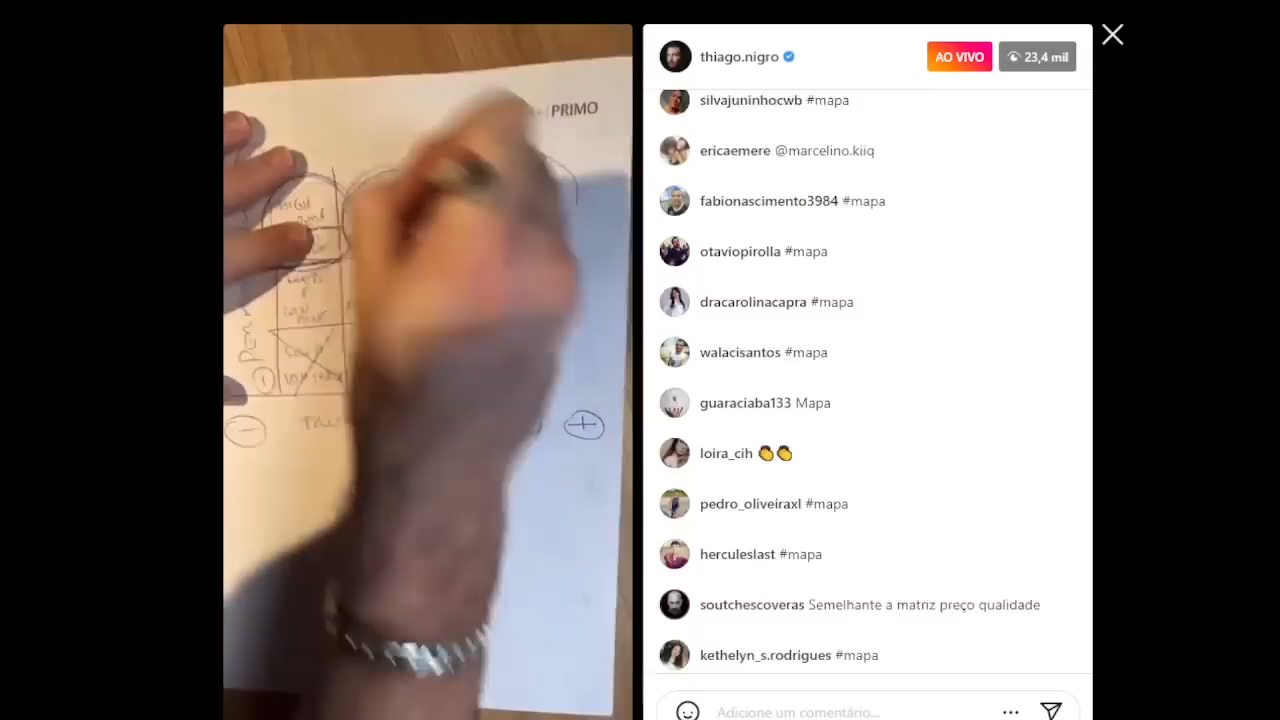 PRIMO
HIGH
thiago.nigro
AO VIVO
23,4 mil
silvajuninhocwb #mapa
ericaemere @marcelino.kiiq
fabionascimento3984 #mapa
otaviopirolla #mapa
dracarolinacapra #mapa
walacisantos #mapa
guaraciaba133 Mapa
loira_cih 👏👏
pedro_oliveiraxl #mapa
herculeslast #mapa
soutchescoveras Semelhante a matriz preço qualidade
kethelyn_s.rodrigues #mapa
Adicione um comentário...